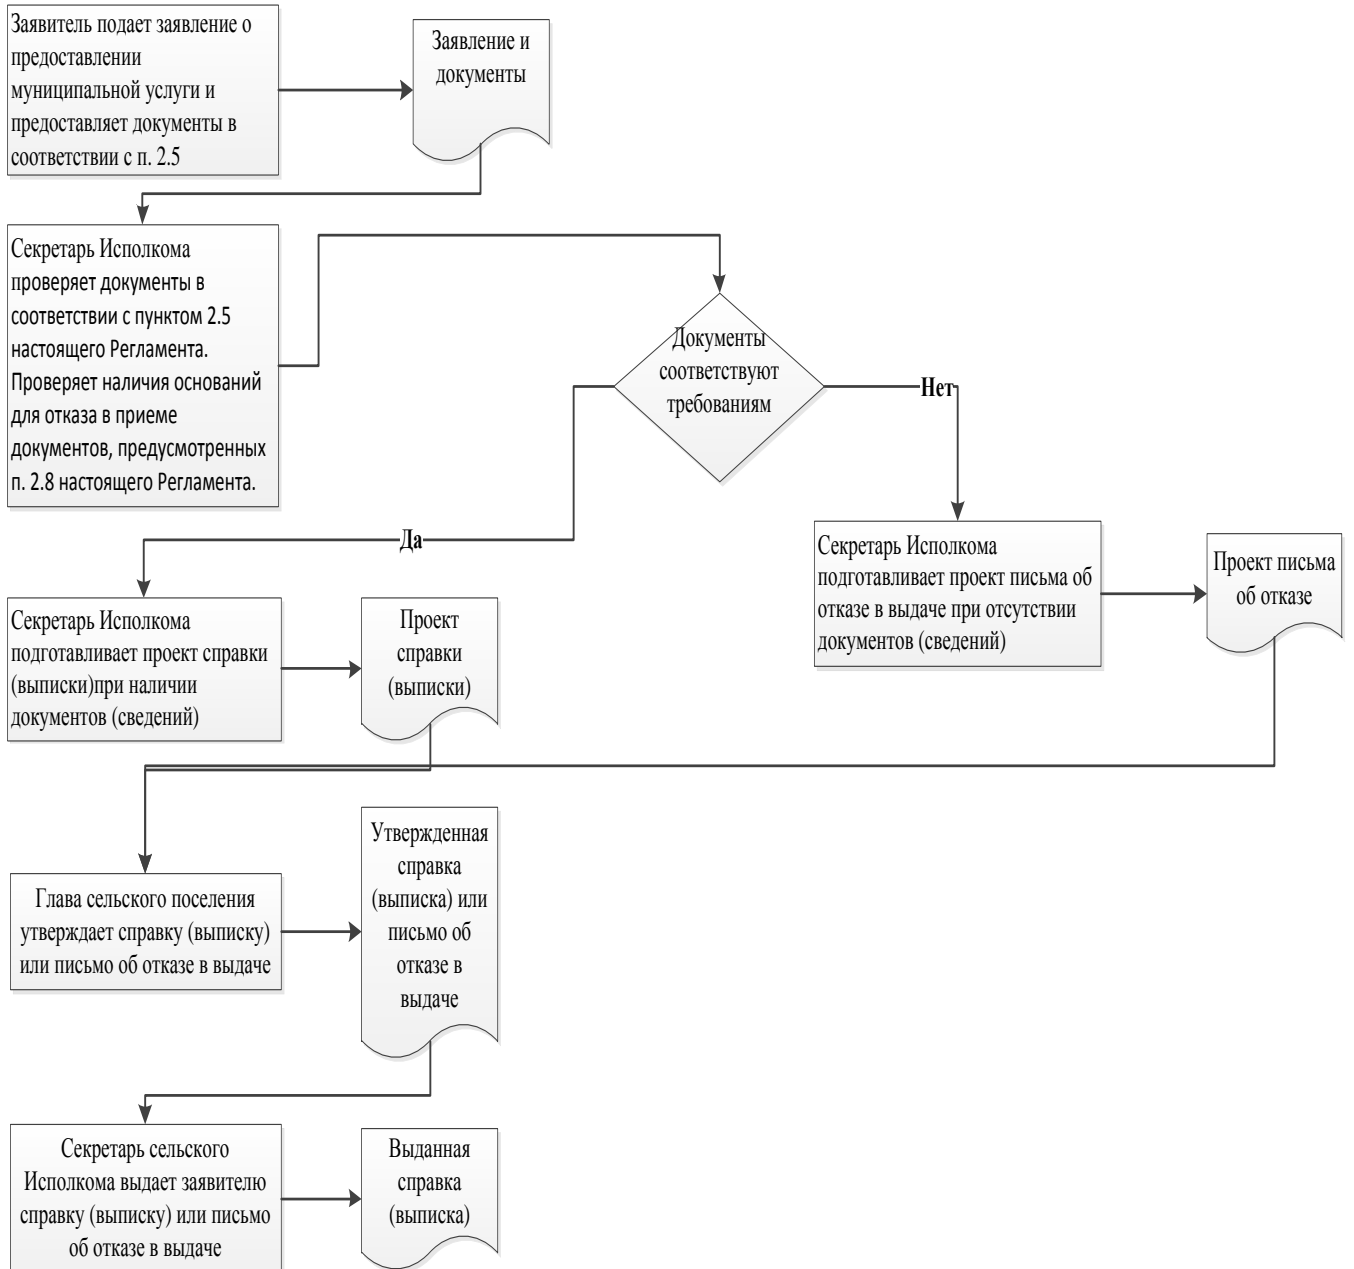 Заявитель подает заявление о
предоставлении
муниципальной услуги и
предоставляет документы в
соответствии с п. 2.5
Заявление и
документы
Секретарь Исполкома
проверяет документы в
соответствии с пунктом 2.5
настоящего Регламента.
Проверяет наличия оснований
для отказа в приеме
документов, предусмотренных
п. 2.8 настоящего Регламента.
Документы
соответствуют
требованиям
Нет
Да
Секретарь Исполкома
подготавливает проект письма об
отказе в выдаче при отсутствии
документов (сведений)
Проект письма
об отказе
Секретарь Исполкома
подготавливает проект справки
(выписки)при наличии
документов (сведений)
Проект
справки
(выписки)
Глава сельского поселения
утверждает справку (выписку)
или письмо об отказе в выдаче
Утвержденная
справка
(выписка) или
письмо об
отказе в
выдаче
Секретарь сельского
Исполкома выдает заявителю
справку (выписку) или письмо
об отказе в выдаче
Выданная
справка
(выписка)